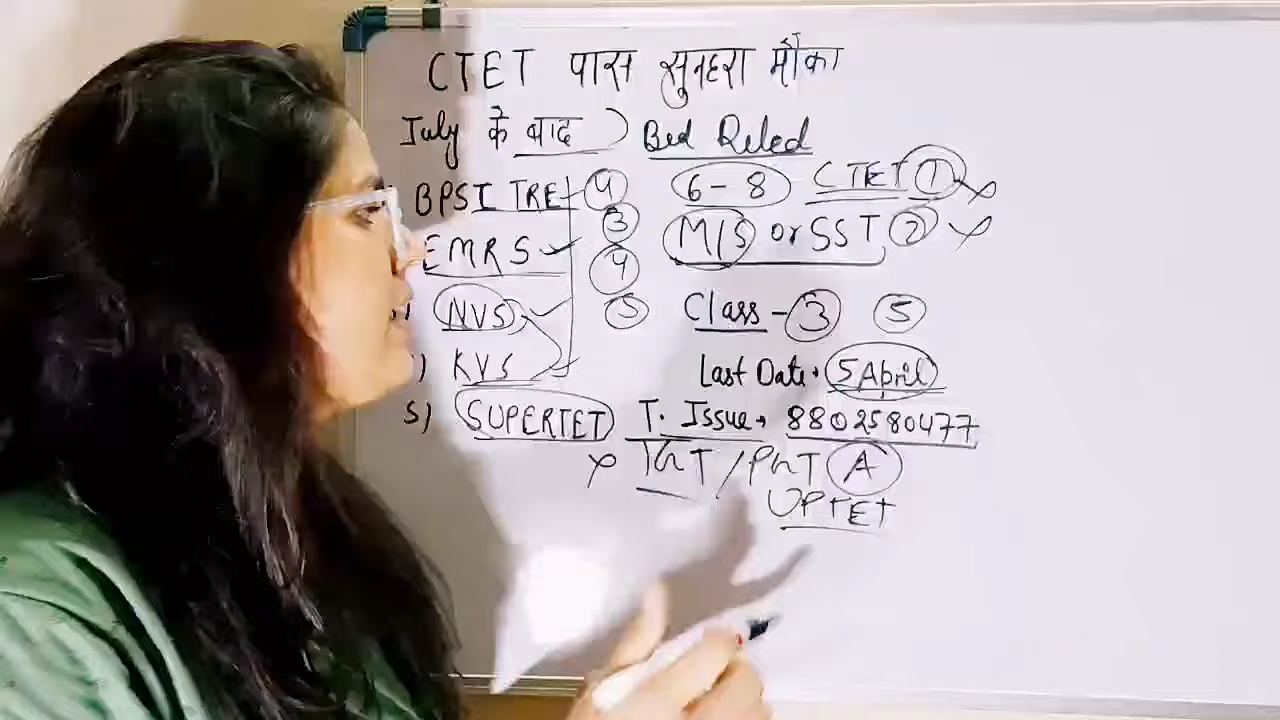 CTET पास सुनहरा मौका
July के बाद ) Bed Reled
BPSC TRE 4 6-8 CTET 1
3 M/S or SST 2
EMRS 4
NVS 5 Class - 3 5
) KVS Last Date • 5 April
5) SUPERTET T. Issue → 8802580477
TGT / PGT A
UPTET